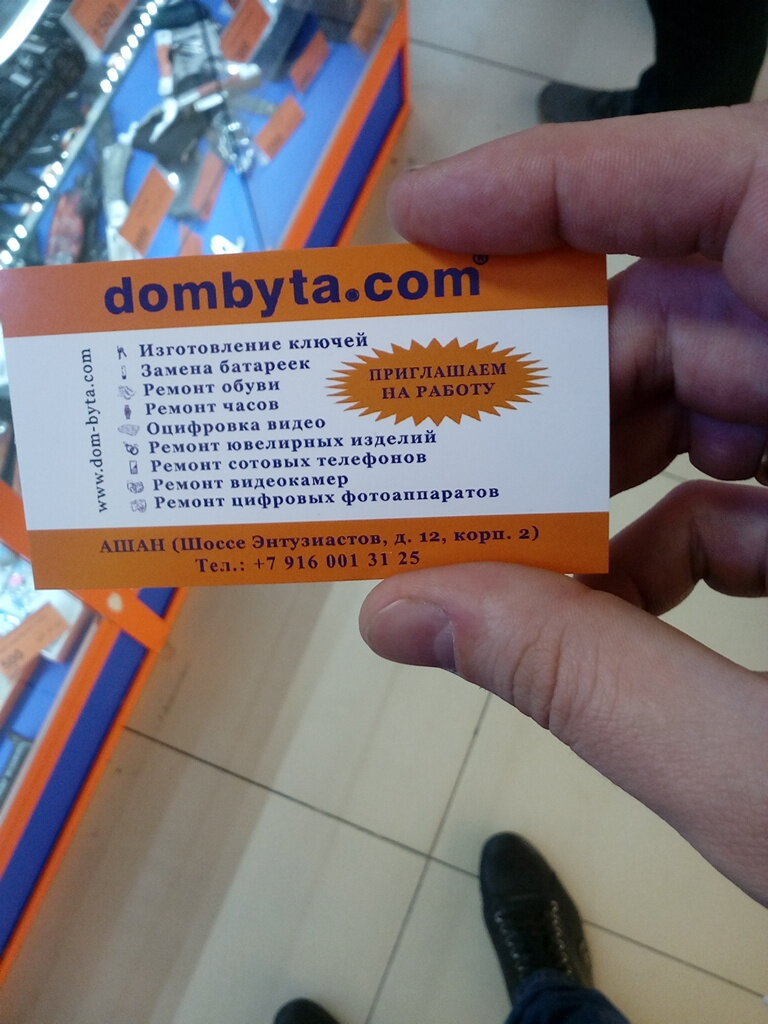 dombyta.com®
www.dom-byta.com
Изготовление ключей
Замена батареек
Ремонт обуви
Ремонт часов
Оцифровка видео
Ремонт ювелирных изделий
Ремонт сотовых телефонов
Ремонт видеокамер
Ремонт цифровых фотоаппаратов
ПРИГЛАШАЕМ
НА РАБОТУ
АШАН (Шоссе Энтузиастов, д. 12, корп. 2)
Тел.: +7 916 001 31 25